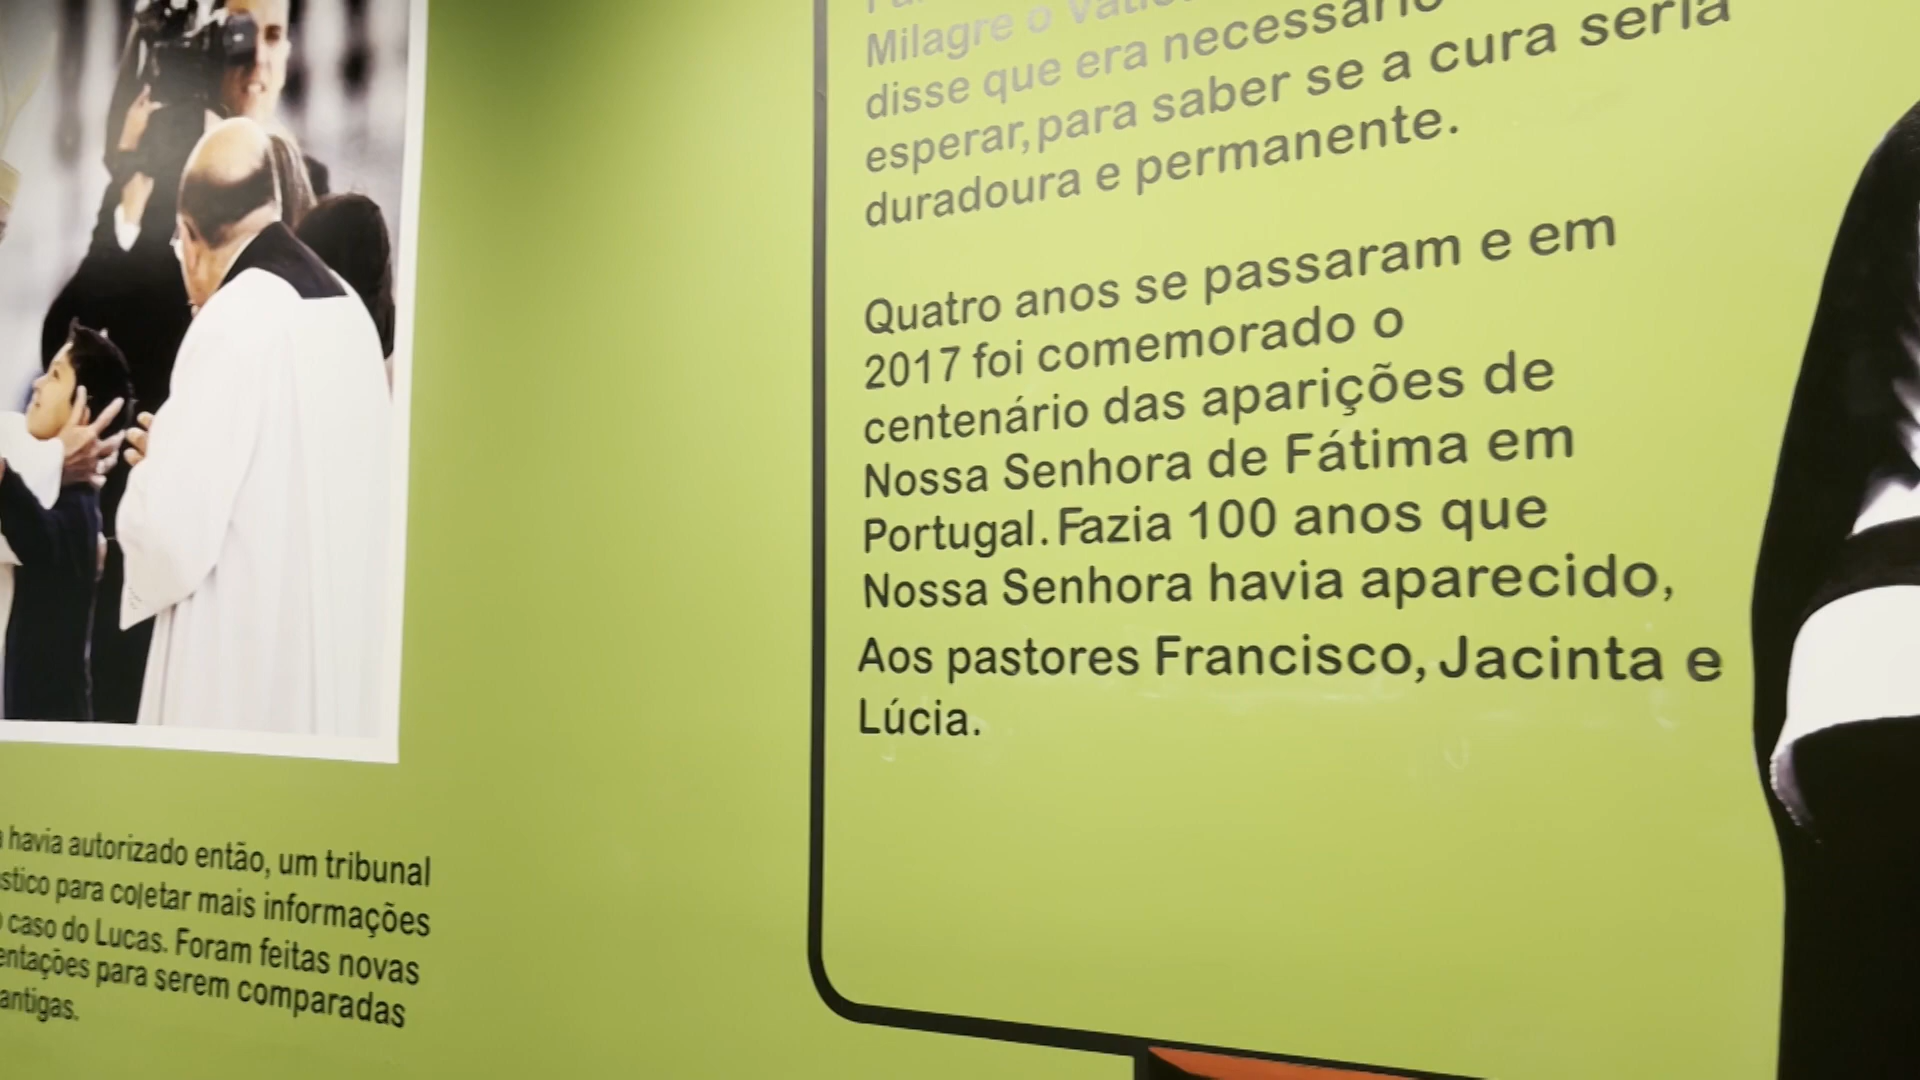 Milagre o
disse que era necessário
esperar, para saber se a cura seria
duradoura e permanente.
Quatro anos se passaram e em
2017 foi comemorado o
centenário das aparições de
Nossa Senhora de Fátima em
Portugal. Fazia 100 anos que
Nossa Senhora havia aparecido,
Aos pastores Francisco, Jacinta e
Lúcia.
havia autorizado então, um tribunal
para coletar mais informações
caso do Lucas. Foram feitas novas
para serem comparadas
antigas.